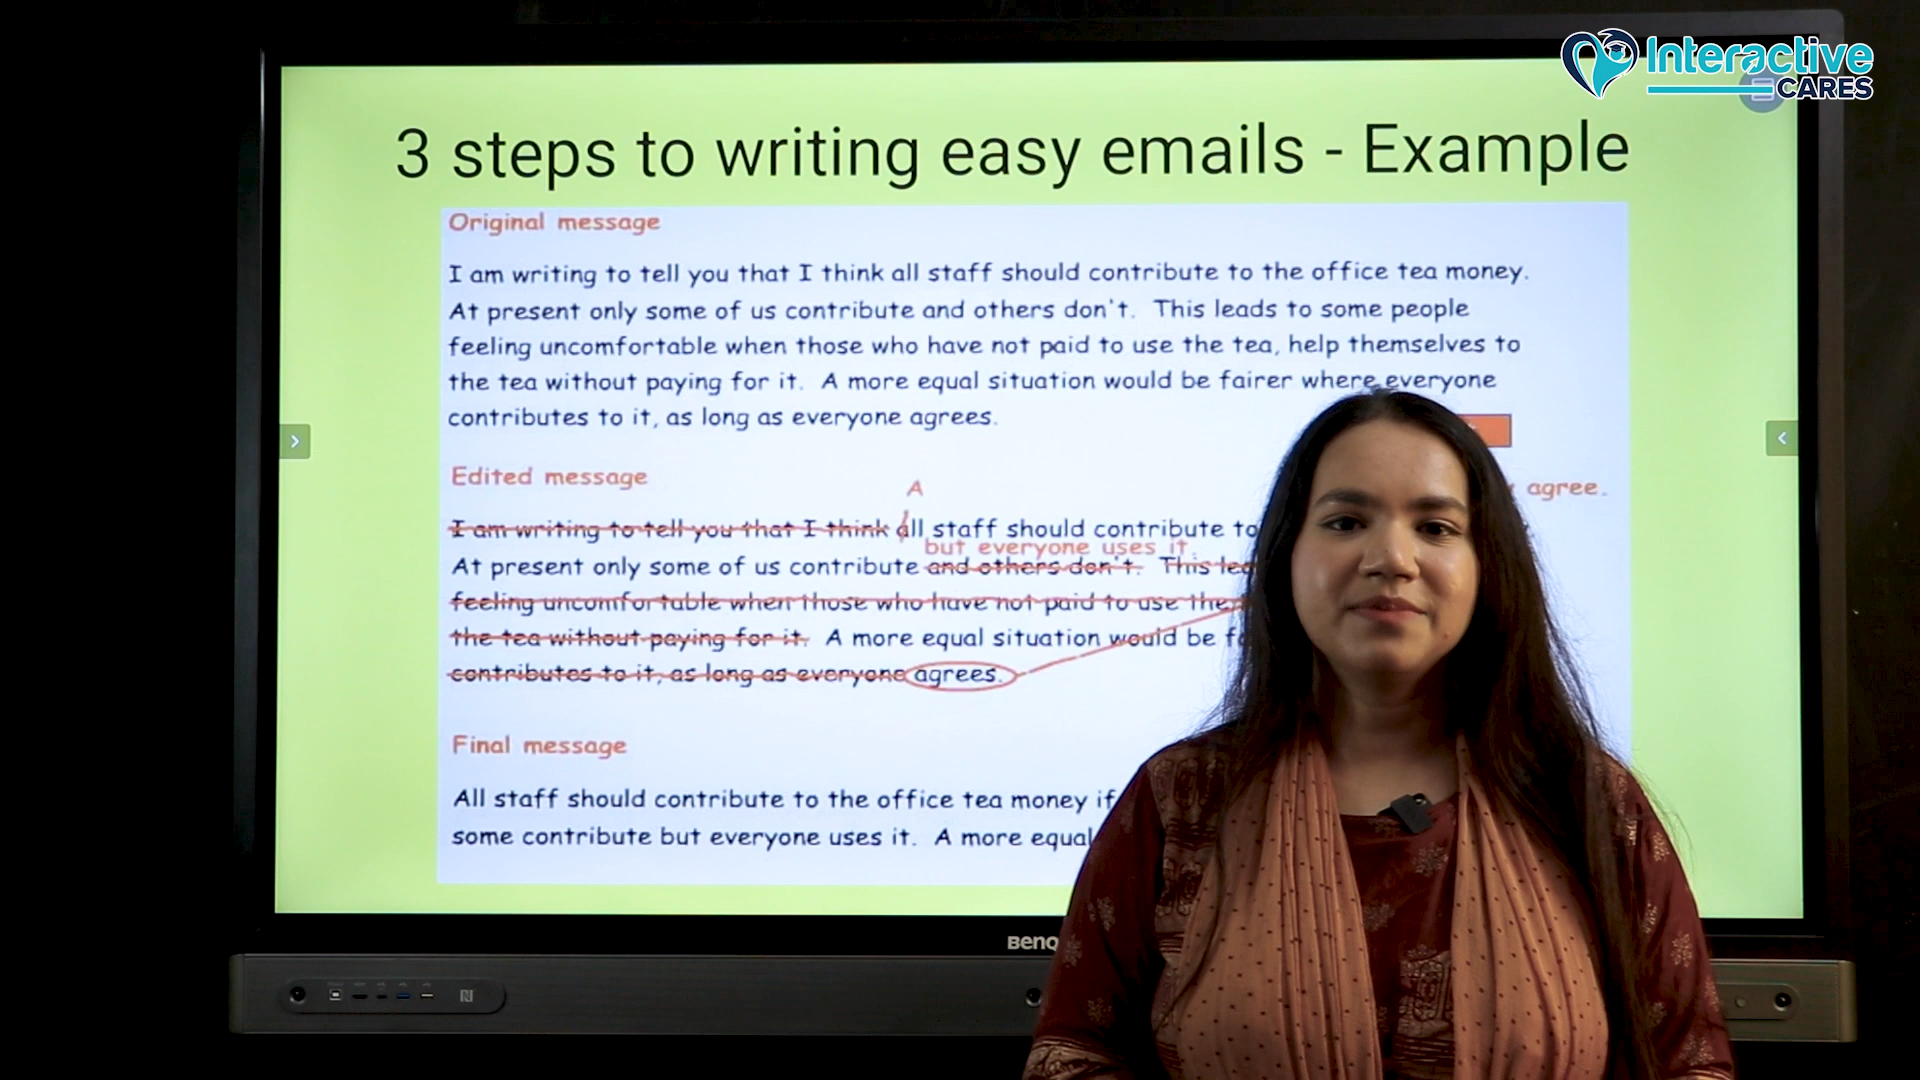 Interactive
CARES
3 steps to writing easy emails - Example
Original message
I am writing to tell you that I think all staff should contribute to the office tea money.
At present only some of us contribute and others don't. This leads to some people
feeling uncomfortable when those who have not paid to use the tea, help themselves to
the tea without paying for it. A more equal situation would be fairer where everyone
contributes to it, as long as everyone agrees.
Edited message
A
agree.
I am writing to tell you that I think all staff should contribute to
but everyone uses it.
At present only some of us contribute and others don't. This
feeling uncomfortable when those who have not paid to use the
the tea without paying for it. A more equal situation would be
contributes to it, as long as everyone agrees.
Final message
All staff should contribute to the office tea money if
some contribute but everyone uses it. A more equal
BenQ